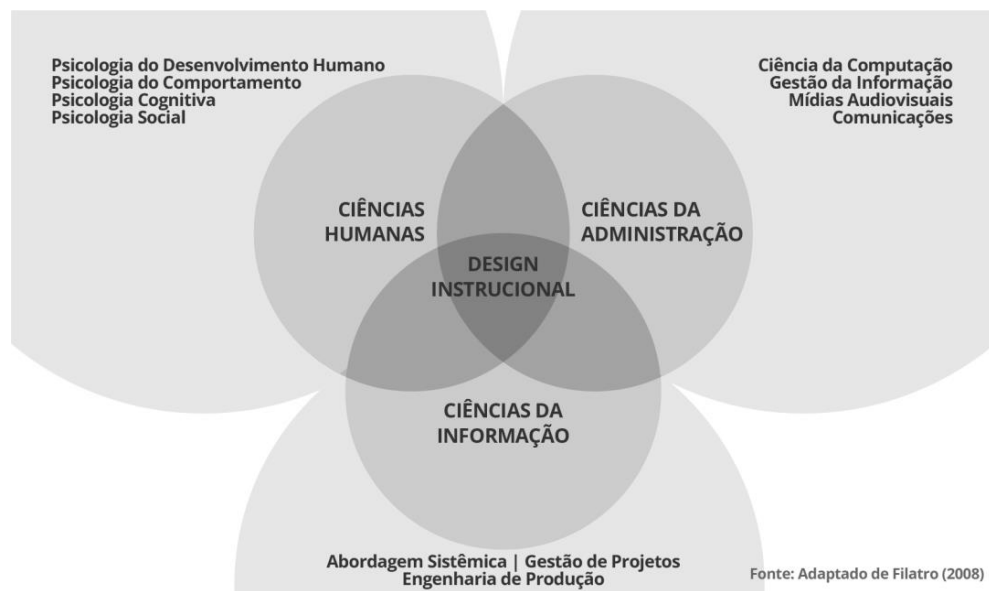 Psicologia do Desenvolvimento Humano
Psicologia do Comportamento
Psicologia Cognitiva
Psicologia Social
Ciência da Computação
Gestão da Informação
Mídias Audiovisuais
Comunicações
CIÊNCIAS
HUMANAS
CIÊNCIAS DA
ADMINISTRAÇÃO
DESIGN
INSTRUCIONAL
CIÊNCIAS DA
INFORMAÇÃO
Abordagem Sistêmica | Gestão de Projetos
Engenharia de Produção
Fonte: Adaptado de Filatro (2008)